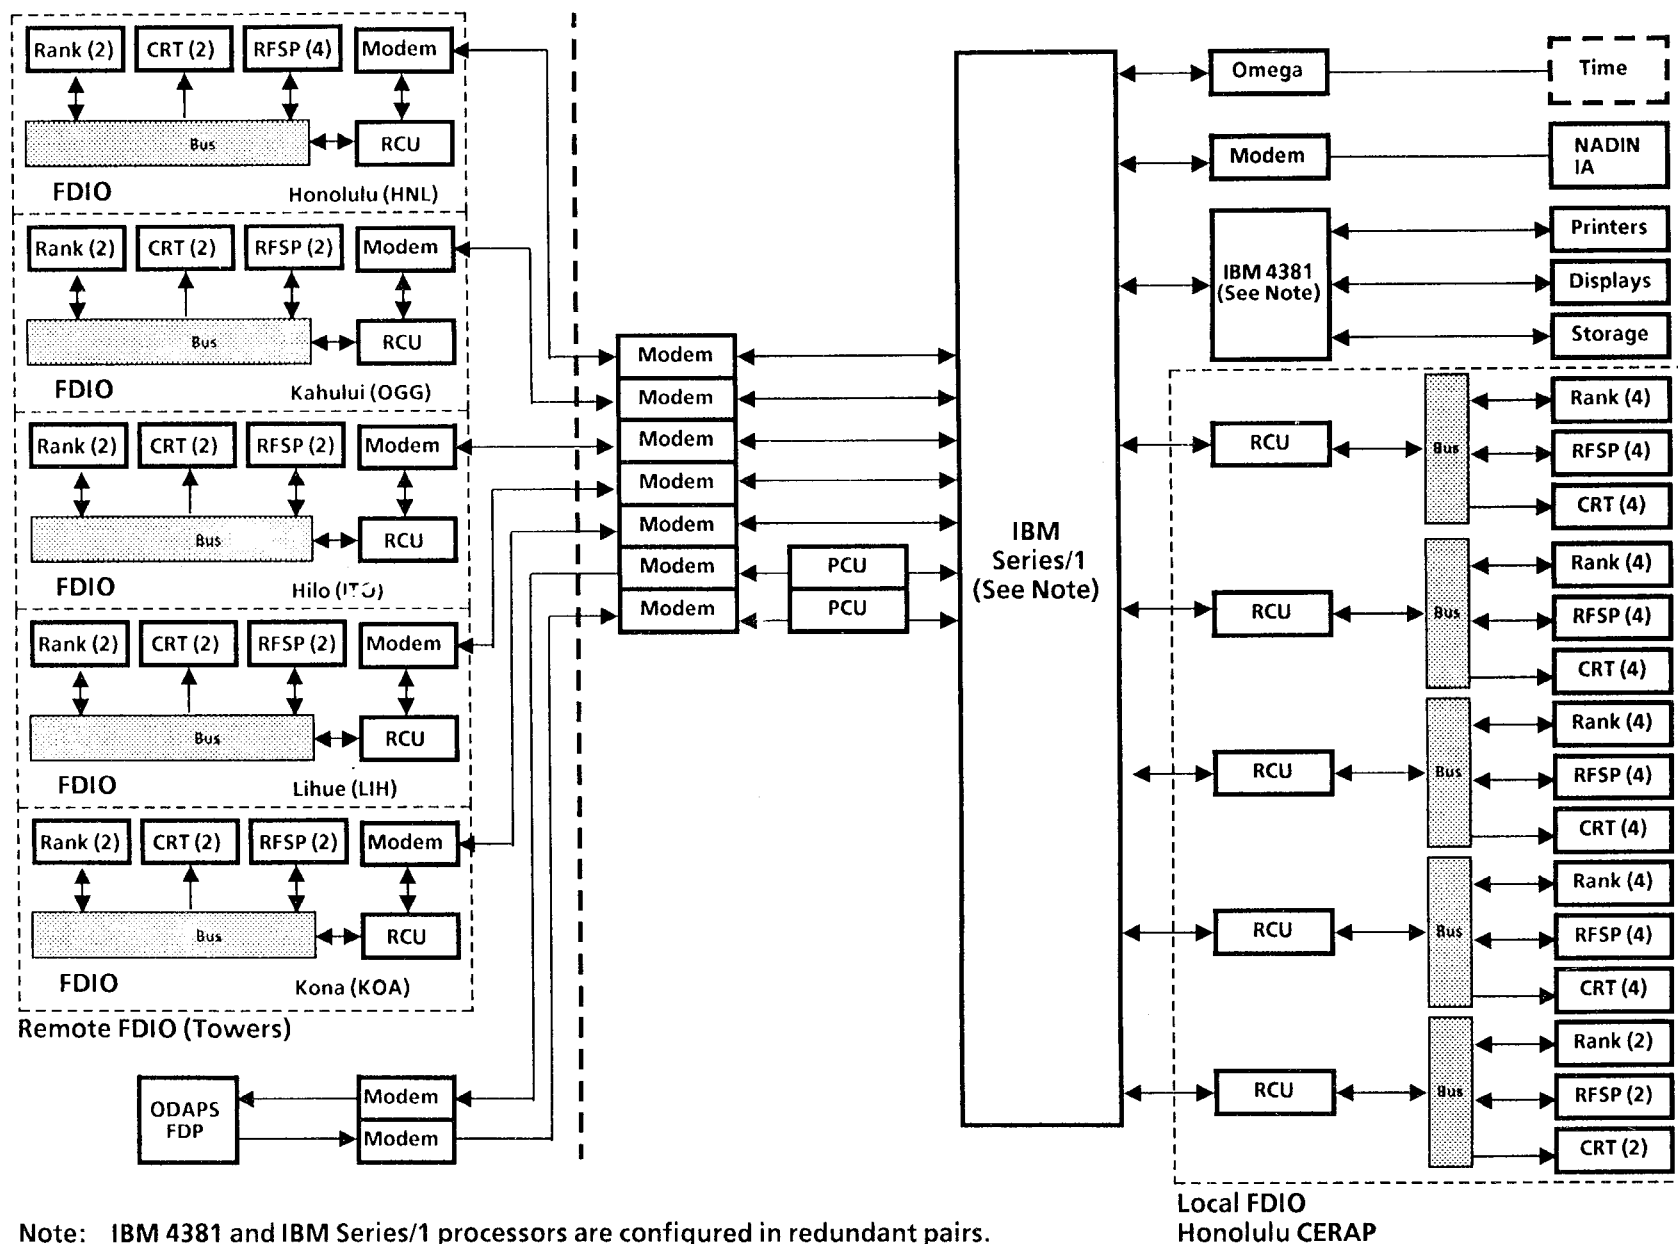 Rank (2) CRT (2) RFSP (4) Modem
Bus RCU
FDIO Honolulu (HNL)
Rank (2) CRT (2) RFSP (2) Modem
Bus RCU
FDIO Kahului (OGG)
Rank (2) CRT (2) RFSP (2) Modem
Bus RCU
FDIO Hilo (ITO)
Rank (2) CRT (2) RFSP (2) Modem
Bus RCU
FDIO Lihue (LIH)
Rank (2) CRT (2) RFSP (2) Modem
Bus RCU
FDIO Kona (KOA)
Remote FDIO (Towers)
ODAPS
FDP
Modem
Modem
Modem
Modem
Modem
Modem
Modem
Modem PCU
Modem PCU
IBM
Series/1
(See Note)
Omega Time
Modem NADIN
IA
IBM 4381
(See Note)
Printers
Displays
Storage
RCU Bus
Rank (4)
RFSP (4)
CRT (4)
RCU Bus
Rank (4)
RFSP (4)
CRT (4)
RCU Bus
Rank (4)
RFSP (4)
CRT (4)
RCU Bus
Rank (4)
RFSP (4)
CRT (4)
RCU Bus
Rank (2)
RFSP (2)
CRT (2)
Local FDIO
Honolulu CERAP
Note: IBM 4381 and IBM Series/1 processors are configured in redundant pairs.